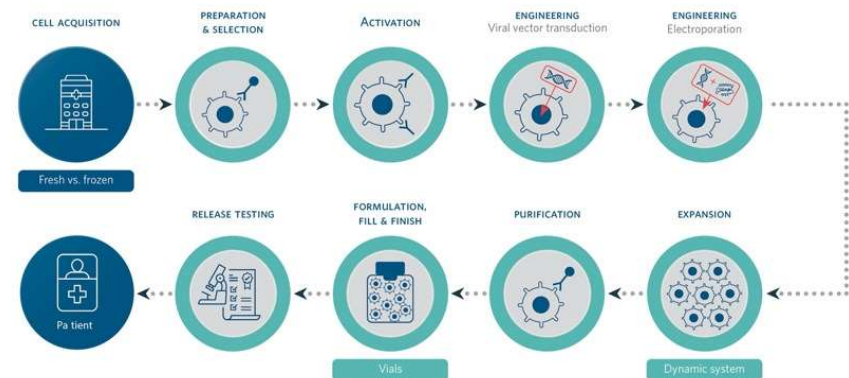 CELL ACQUISITION
PREPARATION
& SELECTION
ACTIVATION
ENGINEERING
Viral vector transduction
ENGINEERING
Electroporation
Fresh vs. frozen
RELEASE TESTING
FORMULATION,
FILL & FINISH
PURIFICATION
EXPANSION
Pa tient
Vials
Dynamic system